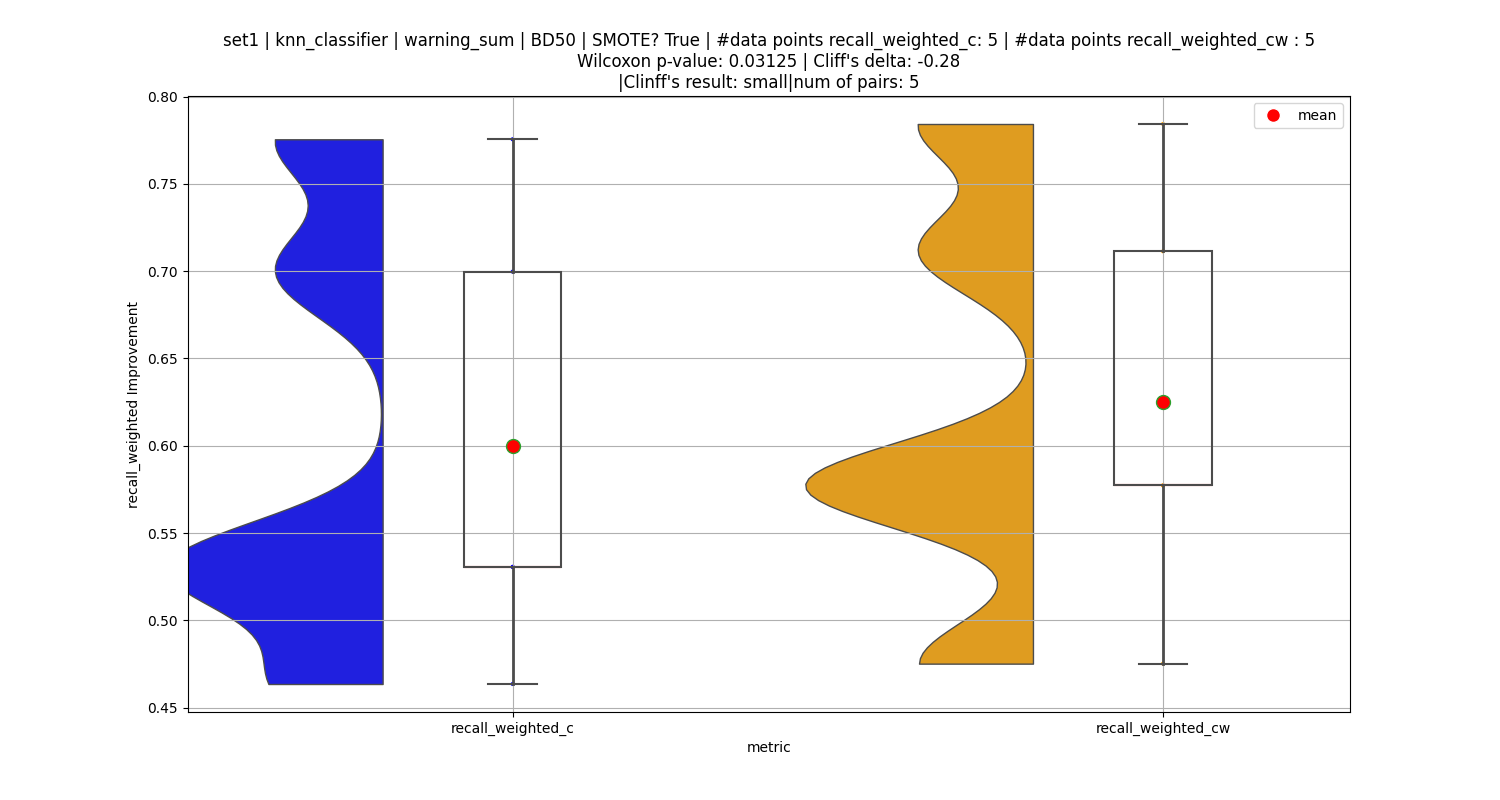 set1 | knn_classifier | warning_sum | BD50 | SMOTE? True | #data points recall_weighted_c: 5 | #data points recall_weighted_cw : 5
Wilcoxon p-value: 0.03125 | Cliff's delta: -0.28
|Clinff's result: small|num of pairs: 5
mean
0.80
0.75
0.70
0.65
0.60
0.55
0.50
0.45
recall_weighted Improvement
recall_weighted_c
recall_weighted_cw
metric